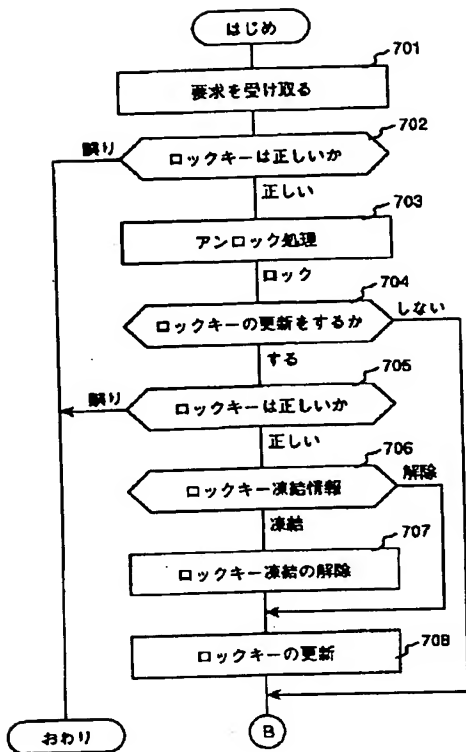 はじめ
701
要求を受け取る
702
誤り
ロックキーは正しいか
正しい
703
アンロック処理
ロック
704
ロックキーの更新をするか
しない
する
705
誤り
ロックキーは正しいか
正しい
706
ロックキー凍結情報
解除
凍結
707
ロックキー凍結の解除
ロックキーの更新
708
おわり
B